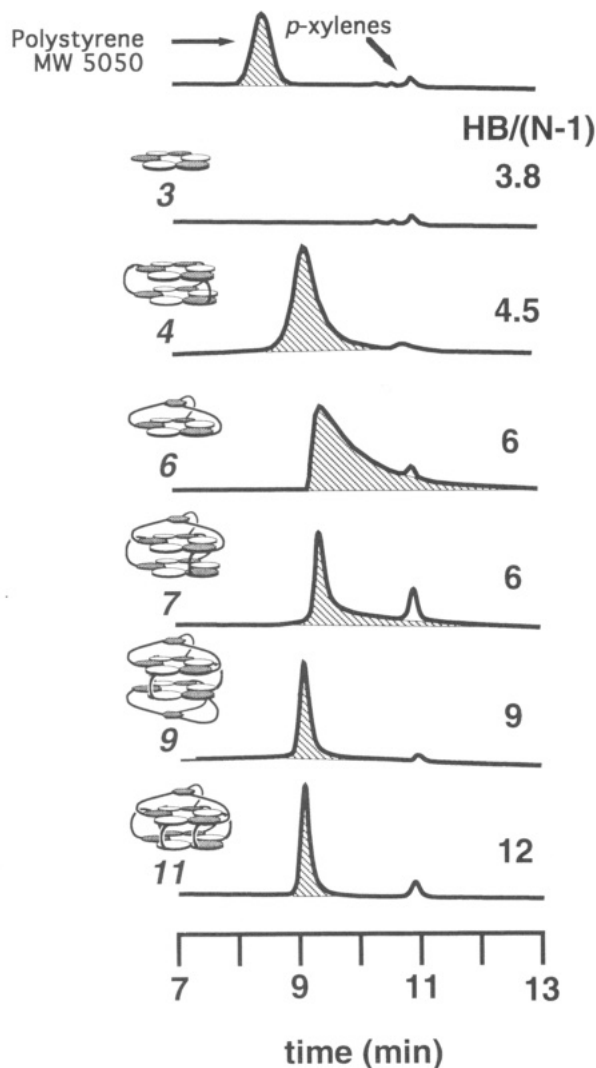 Polystyrene
MW 5050
p-xylenes
HB/(N-1)
3
3.8
4
4.5
6
6
7
6
9
9
11
12
7 9 11 13
time (min)